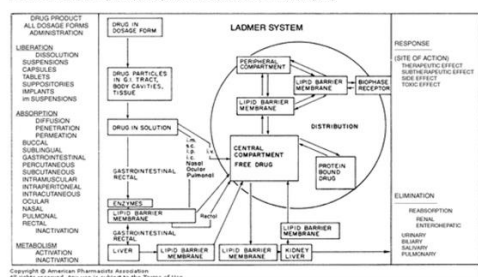 DRUG PRODUCT
ALL DOSAGE FORMS
ADMINISTRATION
LIBERATION
DISSOLUTION
SUSPENSIONS
CAPSULES
TABLETS
SUPPOSITORIES
IMPLANTS
im SUSPENSIONS
ABSORPTION
DIFFUSION
PENETRATION
PERMEATION
BUCCAL
SUBLINGUAL
GASTROINTESTINAL
PERCUTANEOUS
SUBCUTANEOUS
INTRAMUSCULAR
INTRAPERITONEAL
INTRACUTANEOUS
OCULAR
NASAL
PULMONAL
RECTAL
INACTIVATION
METABOLISM
ACTIVATION
INACTIVATION
LADMER SYSTEM
DRUG IN
DOSAGE FORM
DRUG PARTICLES
IN G.I. TRACT,
BODY CAVITIES,
TISSUE
DRUG IN SOLUTION
i.m.
s.c.
i.p.
i.c.
Nasal
Ocular
Pulmonal
i.v.
GASTROINTESTINAL
RECTAL
ENZYMES
LIPID BARRIER
MEMBRANE
Rectal
GASTROINTESTINAL
RECTAL
LIVER
LIPID BARRIER
MEMBRANE
LIPID BARRIER
MEMBRANE
KIDNEY
LIVER
LIPID BARRIER
MEMBRANE
PERIPHERAL
COMPARTMENT
LIPID BARRIER
MEMBRANE
LIPID BARRIER
MEMBRANE
BIOPHASE
RECEPTOR
DISTRIBUTION
CENTRAL
COMPARTMENT
FREE DRUG
PROTEIN
BOUND
DRUG
RESPONSE
(SITE OF ACTION)
THERAPEUTIC EFFECT
SUBTHERAPEUTIC EFFECT
SIDE EFFECT
TOXIC EFFECT
ELIMINATION
REABSORPTION
RENAL
ENTEROHEPATIC
URINARY
BILIARY
SALIVARY
PULMONARY
Copyright © American Pharmacists Association